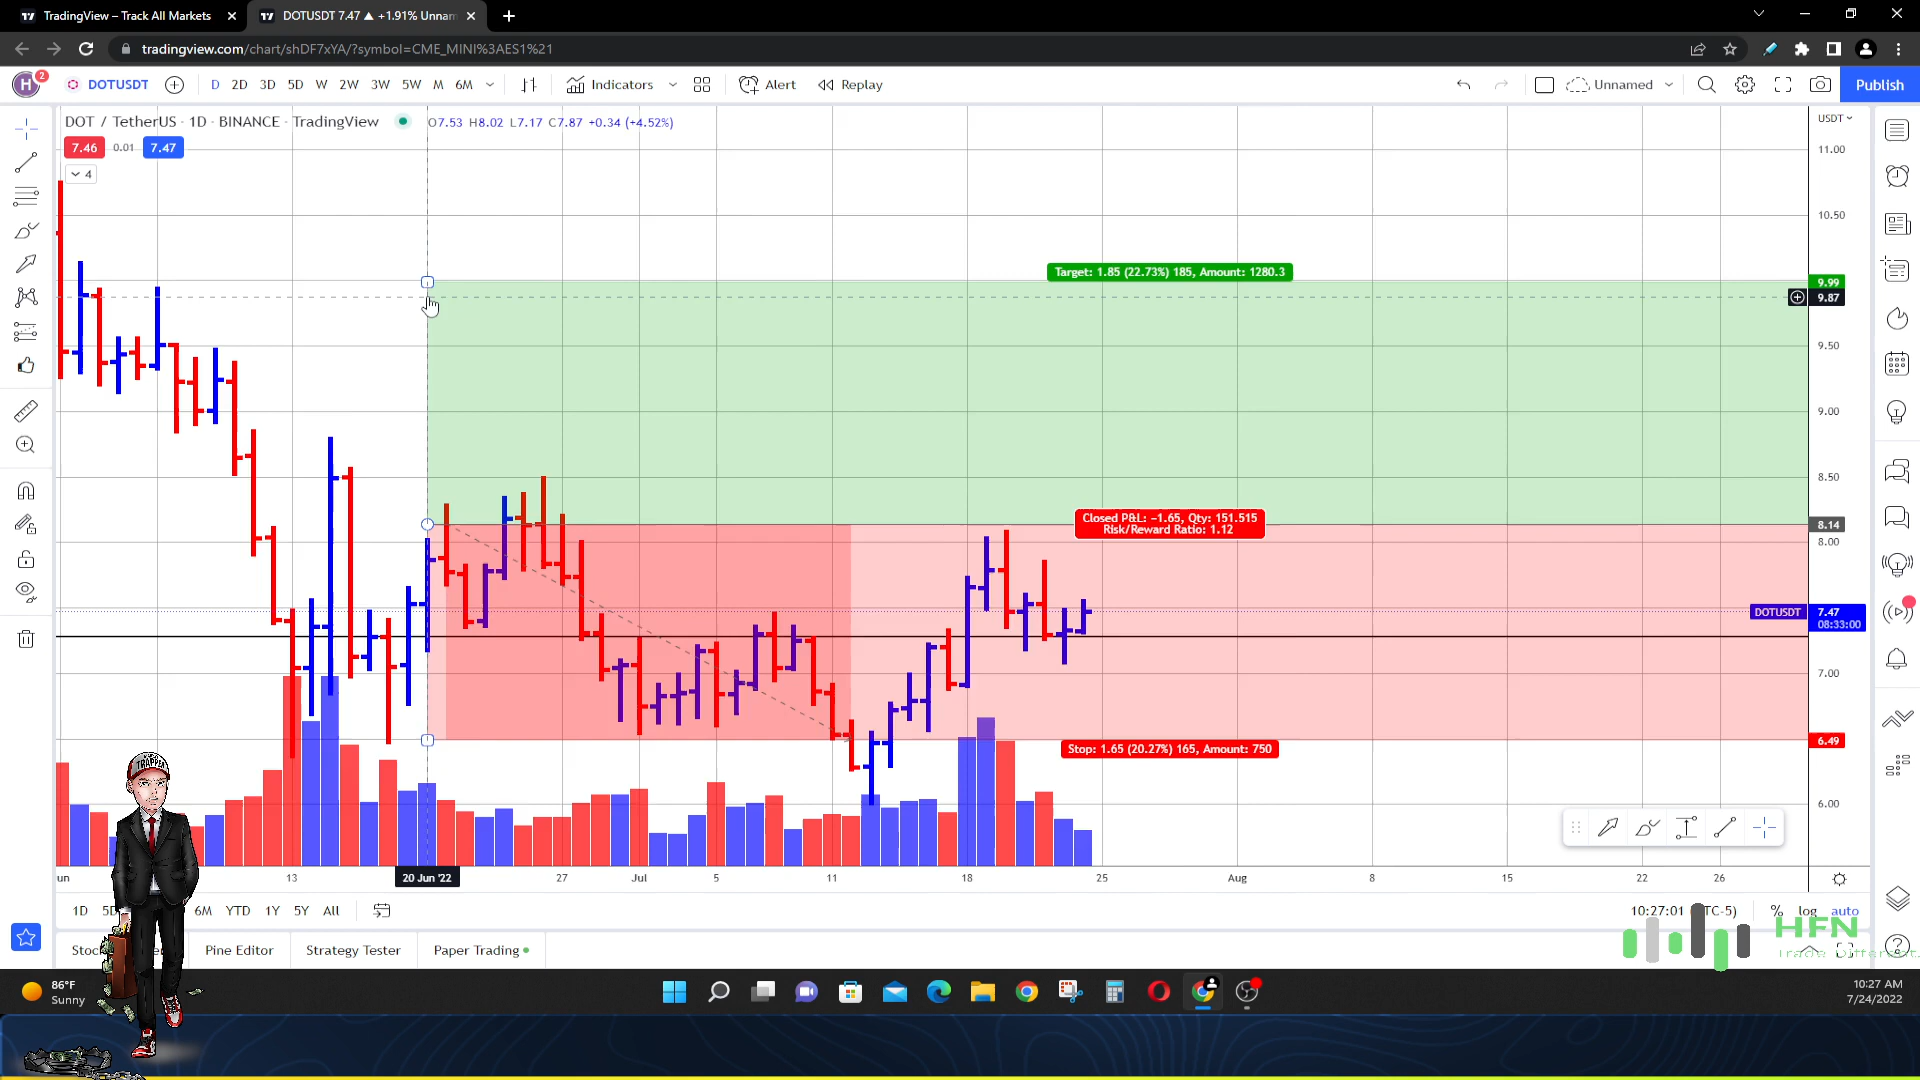 TradingView – Track All Markets
DOTUSDT 7.47 ▲ +1.91% Unnam
tradingview.com/chart/shDF7xYA/?symbol=CME_MINI%3AES1%21
H 2 DOTUSDT D 2D 3D 5D W 2W 3W 5W M 6M Indicators Alert Replay Unnamed Publish
DOT / TetherUS · 1D · BINANCE · TradingView O7.53 H8.02 L7.17 C7.87 +0.34 (+4.52%)
USDT
7.46 0.01 7.47
4
11.00
10.50
Target: 1.85 (22.73%) 185, Amount: 1280.3
9.99
9.87
9.50
9.00
8.50
Closed P&L: −1.65, Qty: 151.515
Risk/Reward Ratio: 1.12
8.14
8.00
DOTUSDT 7.47
08:33:00
7.00
6.49
Stop: 1.65 (20.27%) 165, Amount: 750
6.00
TRAPPER
un 13 20 Jun '22 27 Jul 5 11 18 25 Aug 8 15 22 26
1D 5D 6M YTD 1Y 5Y All
10:27:01 TC-5) % log auto
Pine Editor Strategy Tester Paper Trading
HFN
Trade Different.
86°F
Sunny
10:27 AM
7/24/2022